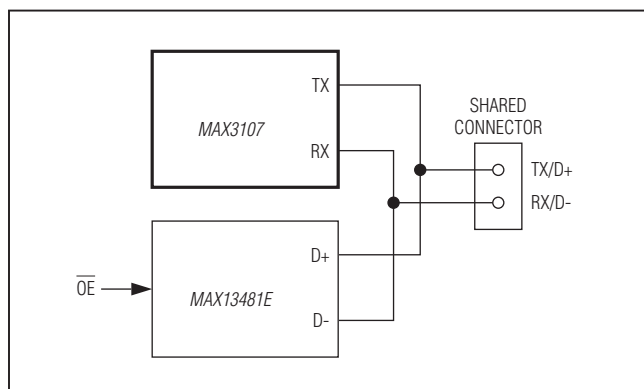 MAX3107
TX
RX
SHARED
CONNECTOR
TX/D+
RX/D-
OE
MAX13481E
D+
D-